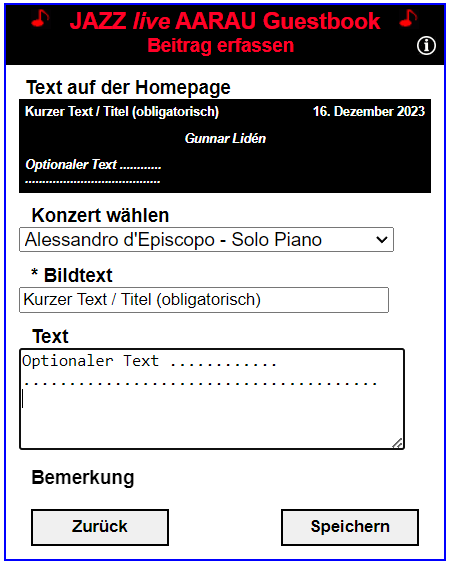 JAZZ live AARAU Guestbook
Beitrag erfassen
Text auf der Homepage
Kurzer Text / Titel (obligatorisch) 16. Dezember 2023
Gunnar Lidén
Optionaler Text ............
.......................................
Konzert wählen
Alessandro d'Episcopo - Solo Piano
* Bildtext
Kurzer Text / Titel (obligatorisch)
Text
Optionaler Text ............
.......................................
Bemerkung
Zurück Speichern